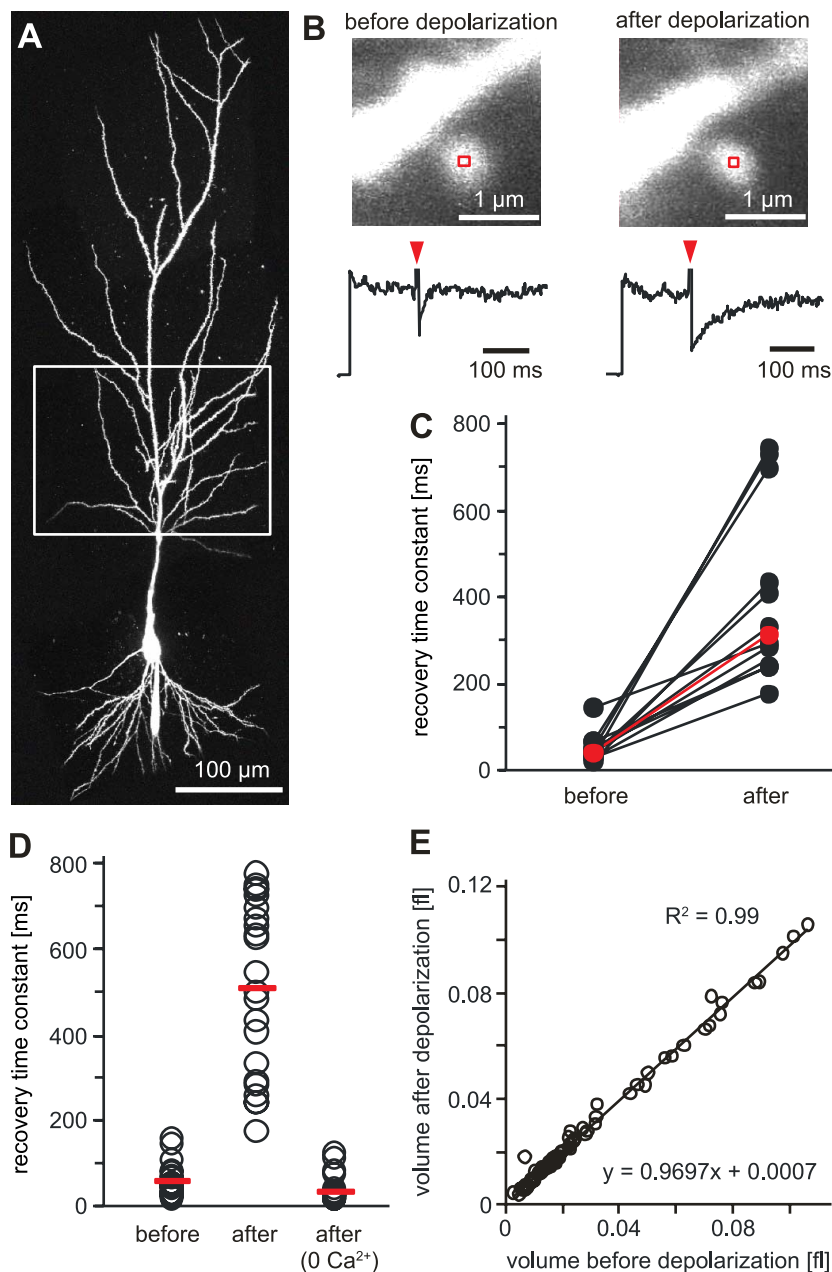 A
100 µm
B
before depolarization
after depolarization
1 µm
1 µm
100 ms
100 ms
C
recovery time constant [ms]
800
600
400
200
0
before
after
D
recovery time constant [ms]
800
600
400
200
0
before
after
after
(0 Ca²⁺)
E
volume after depolarization [fl]
0.12
0.08
0.04
0
R² = 0.99
y = 0.9697x + 0.0007
0
0.04
0.08
volume before depolarization [fl]